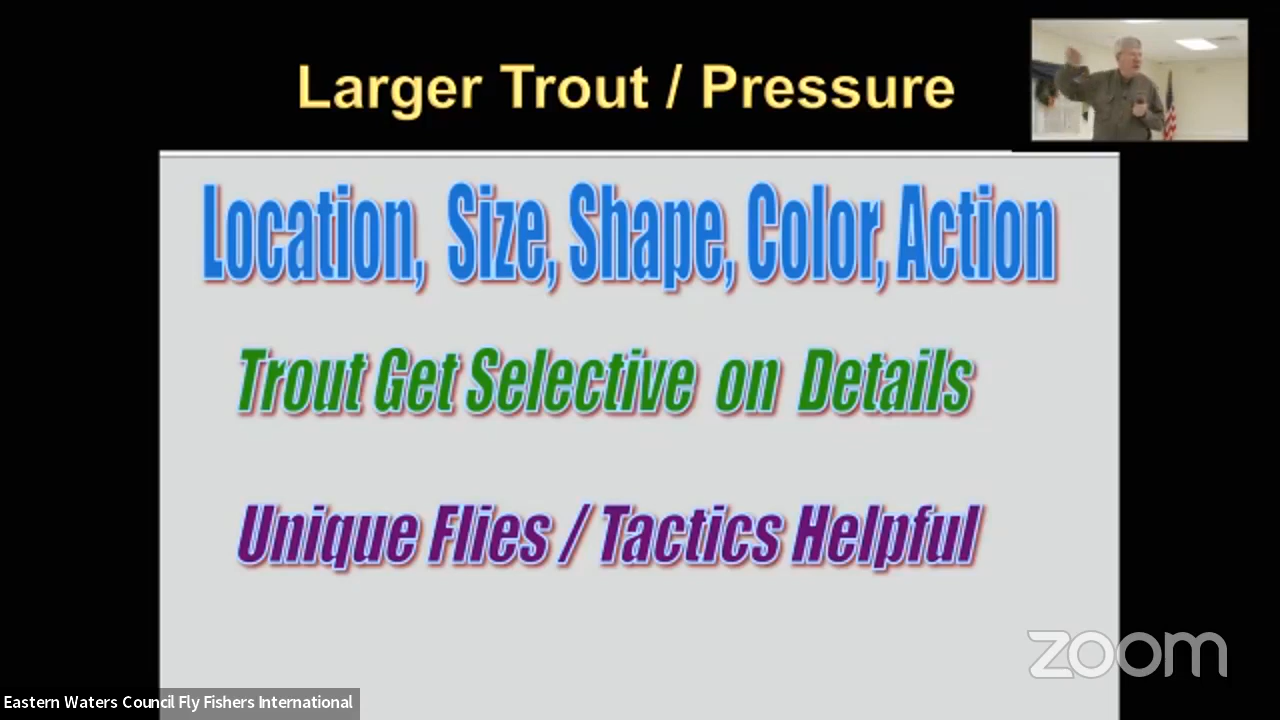 Larger Trout / Pressure
Location, Size, Shape, Color, Action
Trout Get Selective on Details
Unique Flies / Tactics Helpful
zoom
Eastern Waters Council Fly Fishers International